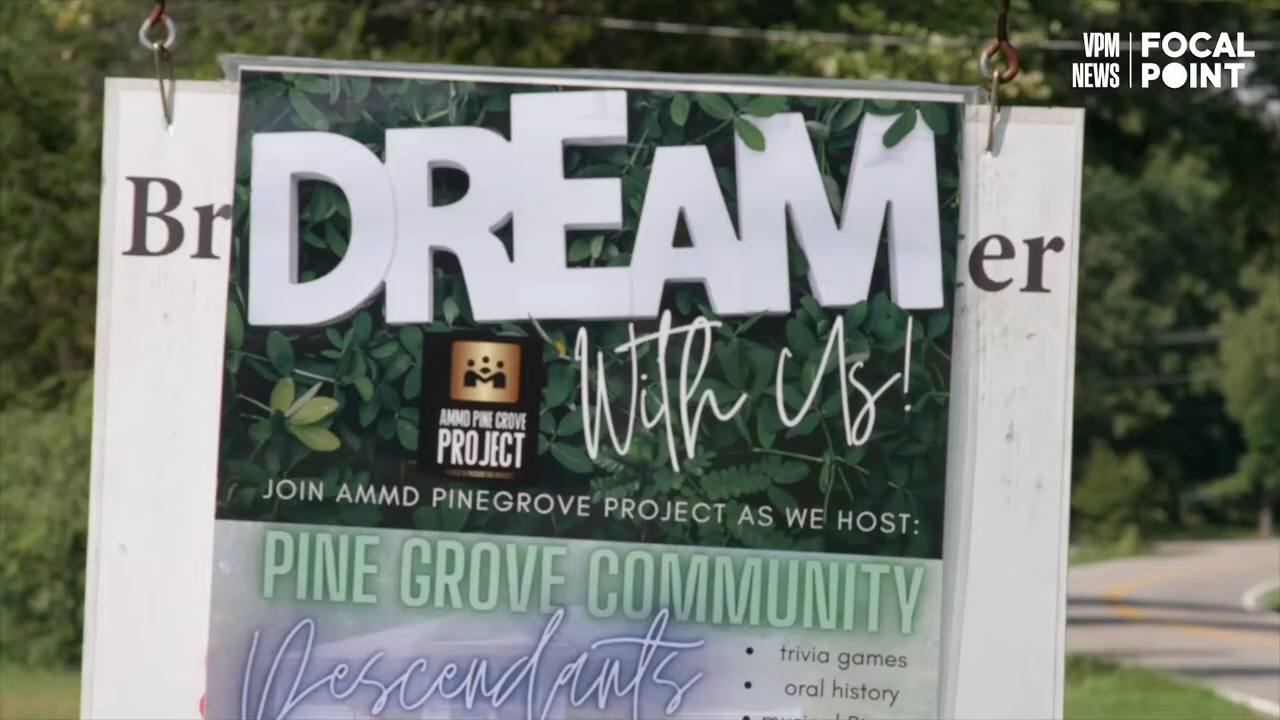 VPM NEWS | FOCAL POINT
Br
ter
DREAM
With Us!
AMMD PINE GROVE
PROJECT
JOIN AMMD PINEGROVE PROJECT AS WE HOST:
PINE GROVE COMMUNITY
Descendants
• trivia games
• oral history